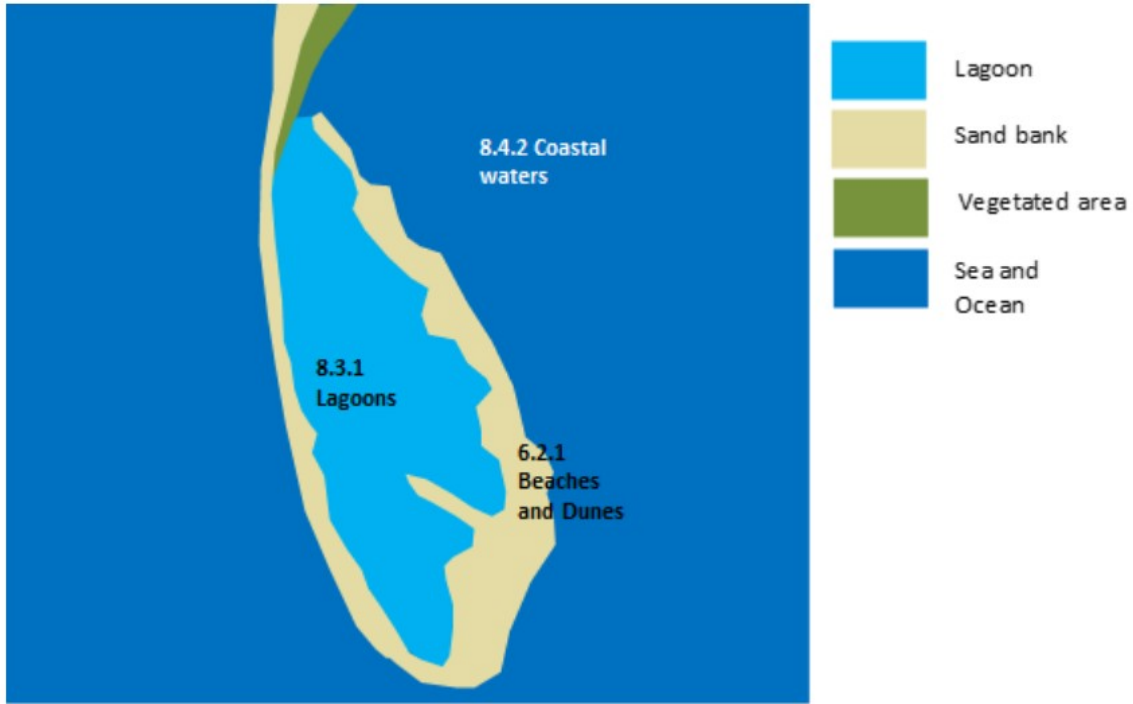 8.4.2 Coastal
waters
8.3.1
Lagoons
6.2.1
Beaches
and Dunes
Lagoon
Sand bank
Vegetated area
Sea and
Ocean